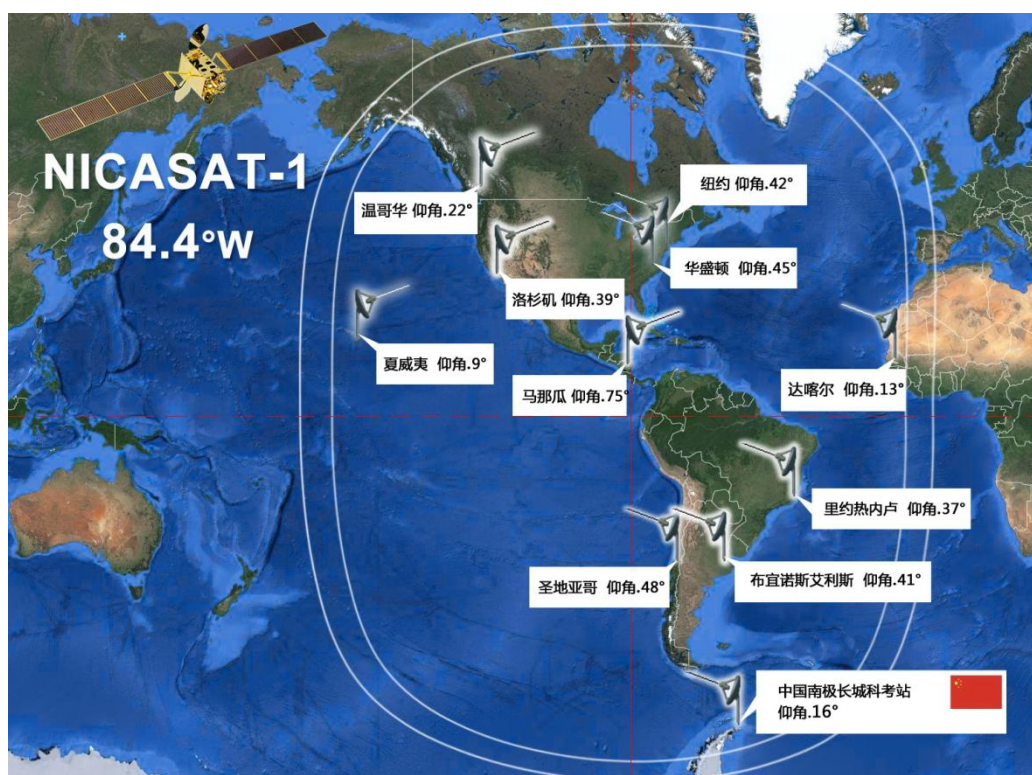 NICASAT-1
84.4°W
温哥华 仰角.22°
纽约 仰角.42°
华盛顿 仰角.45°
洛杉矶 仰角.39°
夏威夷 仰角.9°
马那瓜 仰角.75°
达喀尔 仰角.13°
里约热内卢 仰角.37°
圣地亚哥 仰角.48°
布宜诺斯艾利斯 仰角.41°
中国南极长城科考站
仰角.16°